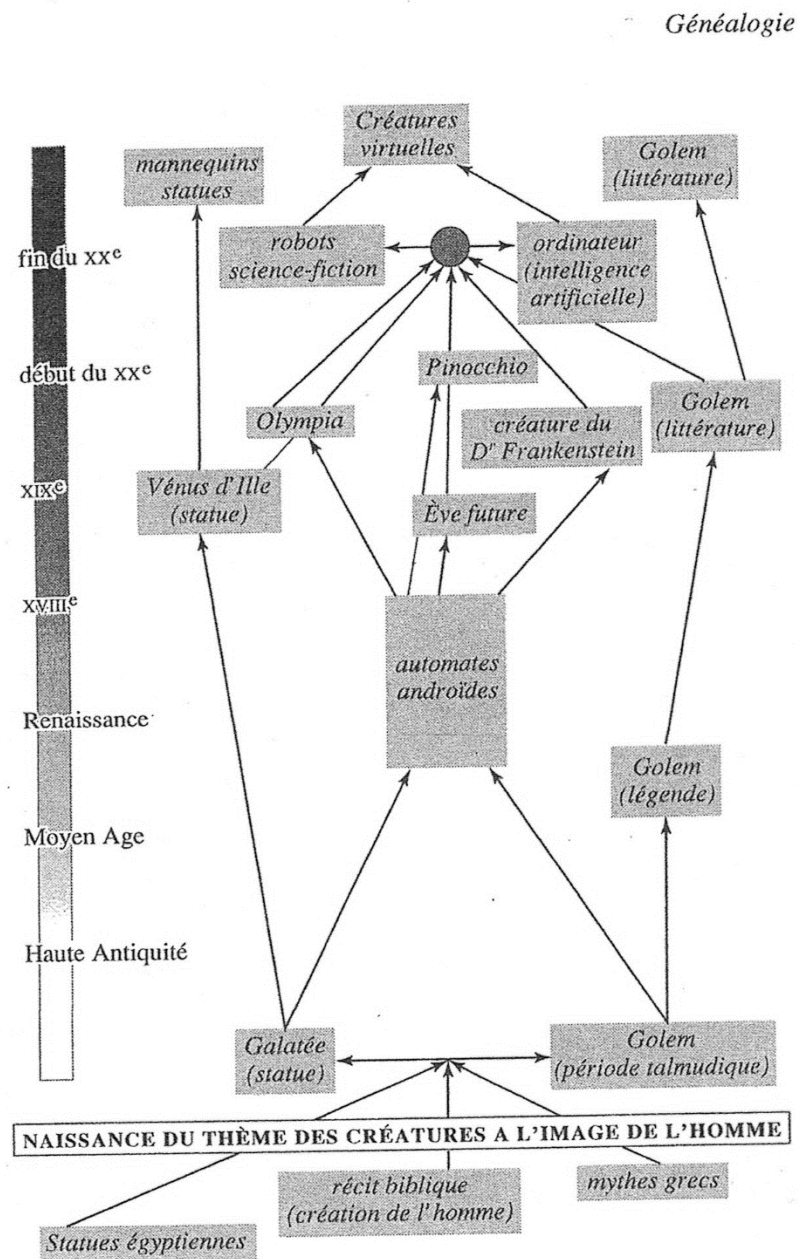 Généalogie
Créatures
virtuelles
mannequins
statues
Golem
(littérature)
robots
science-fiction
ordinateur
(intelligence
artificielle)
fin du XXe
début du XXe
Pinocchio
Olympia
créature du
Dr Frankenstein
Golem
(littérature)
XIXe
Vénus d'Ille
(statue)
Ève future
XVIIIe
automates
androïdes
Renaissance
Golem
(légende)
Moyen Age
Haute Antiquité
Galatée
(statue)
Golem
(période talmudique)
NAISSANCE DU THÈME DES CRÉATURES A L'IMAGE DE L'HOMME
récit biblique
(création de l'homme)
mythes grecs
Statues égyptiennes